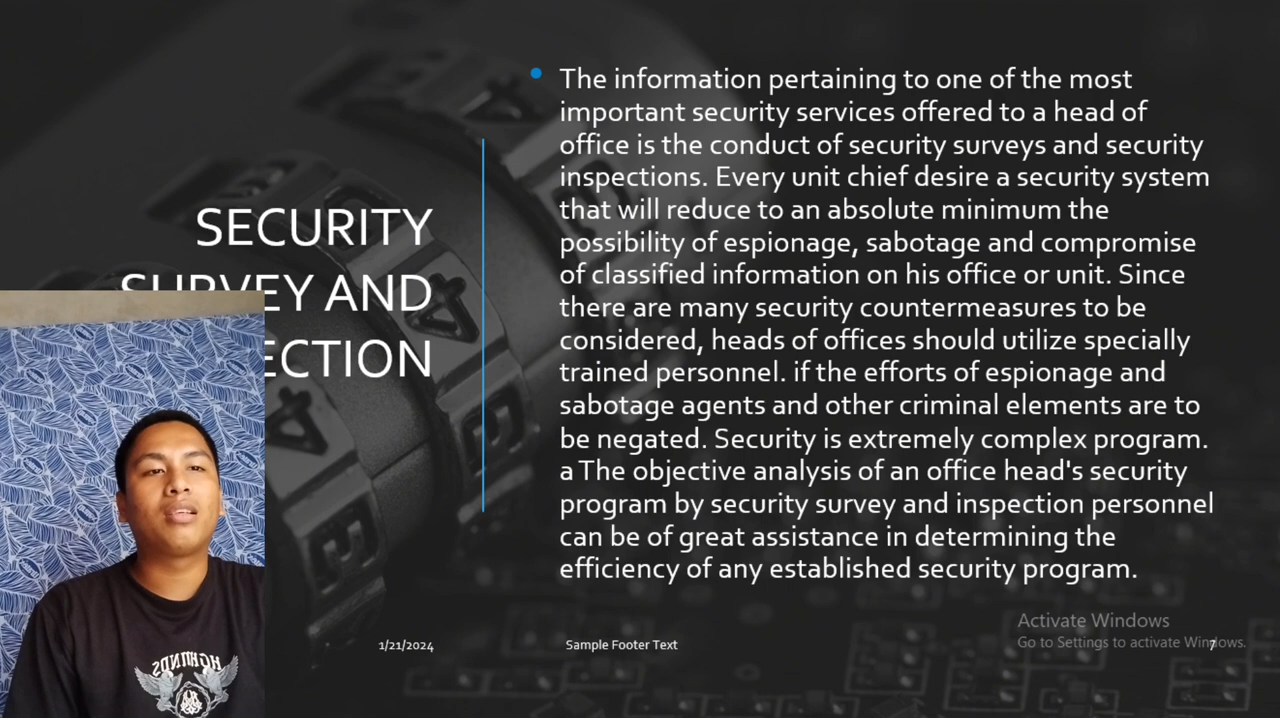 SECURITY
SURVEY AND
ECTION
The information pertaining to one of the most
important security services offered to a head of
office is the conduct of security surveys and security
inspections. Every unit chief desire a security system
that will reduce to an absolute minimum the
possibility of espionage, sabotage and compromise
of classified information on his office or unit. Since
there are many security countermeasures to be
considered, heads of offices should utilize specially
trained personnel. if the efforts of espionage and
sabotage agents and other criminal elements are to
be negated. Security is extremely complex program.
a The objective analysis of an office head's security
program by security survey and inspection personnel
can be of great assistance in determining the
efficiency of any established security program.
1/21/2024
Sample Footer Text
7
Activate Windows
Go to Settings to activate Windows.